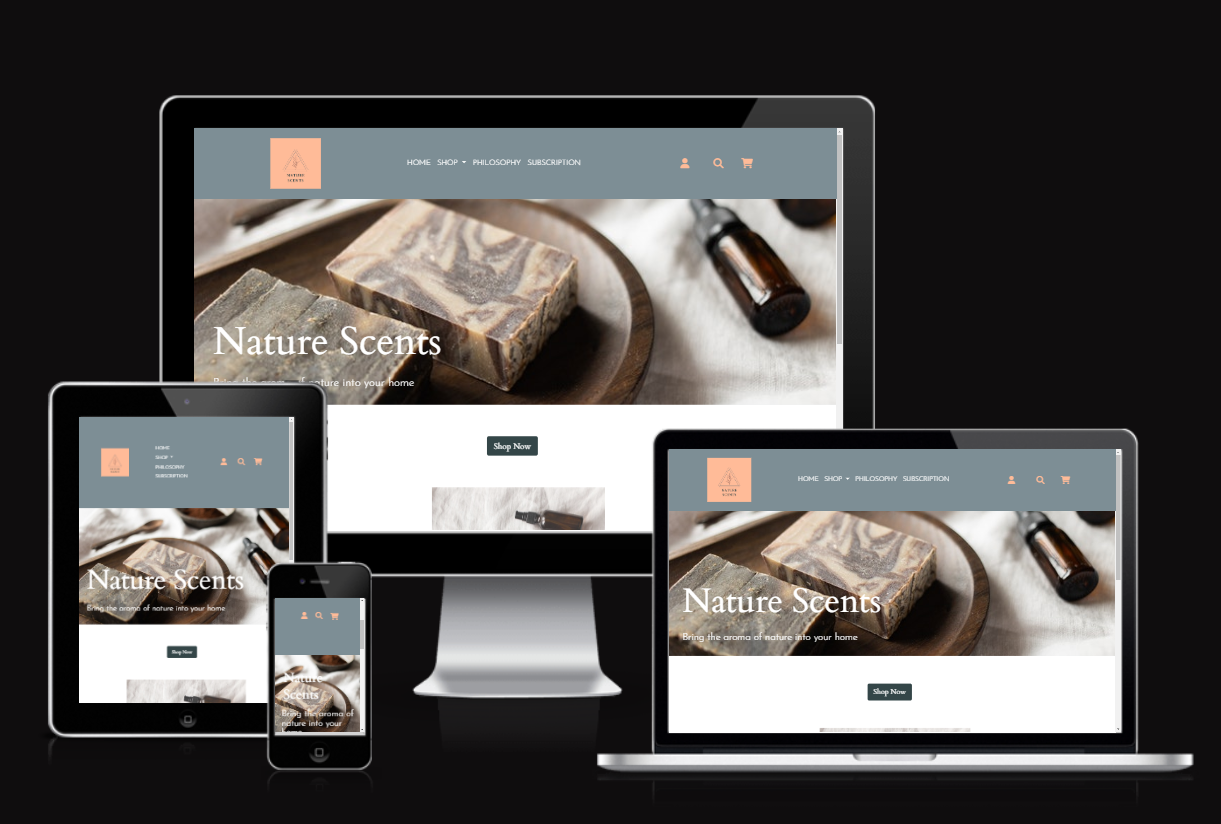 NATURE
SCENTS
HOME SHOP PHILOSOPHY SUBSCRIPTION
Nature Scents
Bring the aroma of nature into your home
Shop Now
HOME
SHOP
PHILOSOPHY
SUBSCRIPTION
Nature Scents
Bring the aroma of nature into your home
Shop Now
Nature
Scents
Bring the aroma of
nature into your
home
NATURE
SCENTS
HOME SHOP PHILOSOPHY SUBSCRIPTION
Nature Scents
Bring the aroma of nature into your home
Shop Now